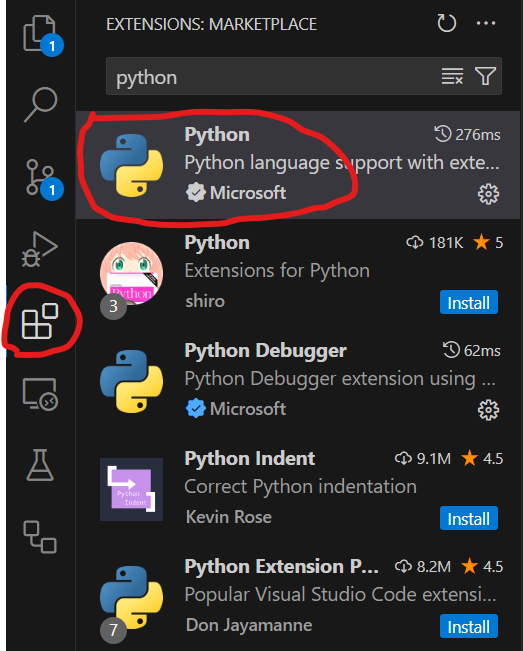 EXTENSIONS: MARKETPLACE
1
python
Python 276ms
Python language support with exte...
Microsoft
1
Python 181K 5
Extensions for Python
shiro Install
Python
3
Python Debugger 62ms
Python Debugger extension using ...
Microsoft
Python Indent 9.1M 4.5
Correct Python indentation
Python
Indent
Kevin Rose Install
Python Extension P... 8.2M 4.5
Popular Visual Studio Code extensi...
7
Don Jayamanne Install